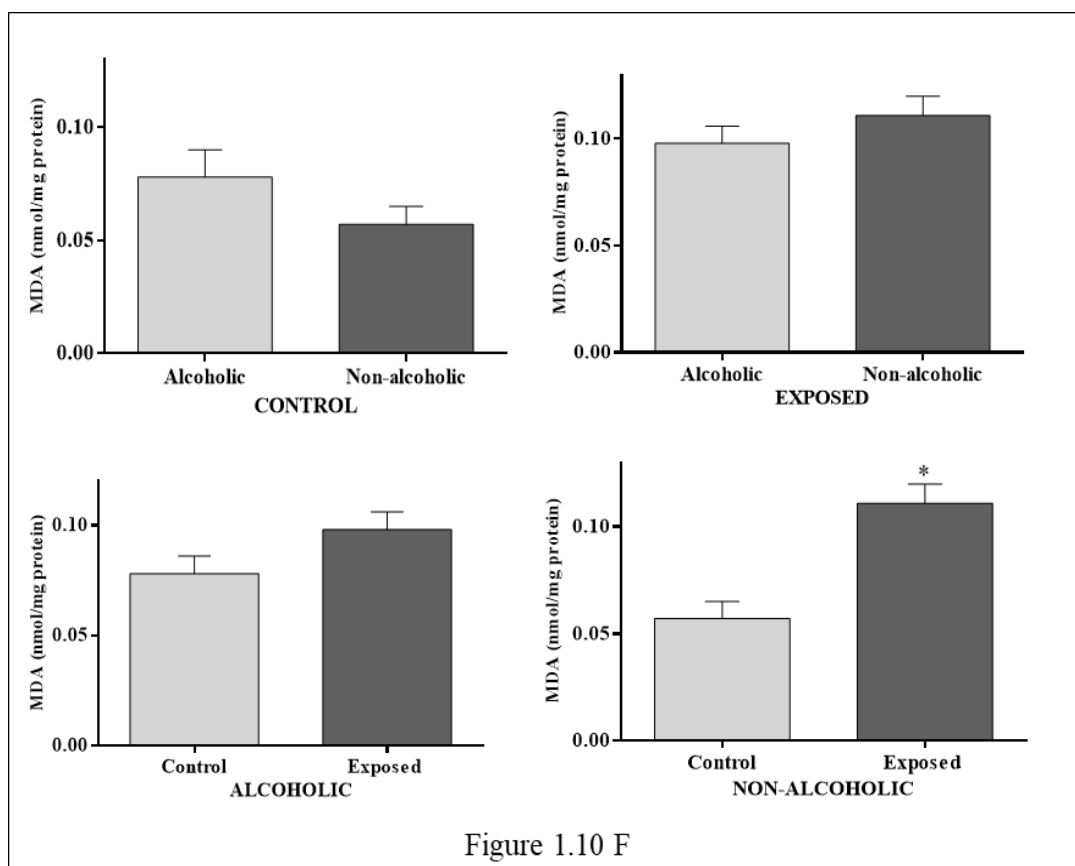 MDA (nmol/mg protein)
0.10
0.05
0.00
Alcoholic Non-alcoholic
CONTROL
MDA (nmol/mg protein)
0.10
0.05
0.00
Alcoholic Non-alcoholic
EXPOSED
MDA (nmol/mg protein)
0.10
0.05
0.00
Control Exposed
ALCOHOLIC
MDA (nmol/mg protein)
*
0.10
0.05
0.00
Control Exposed
NON-ALCOHOLIC
Figure 1.10 F